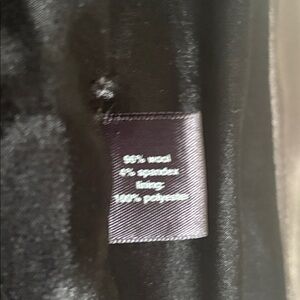 96% wool
4% spandex
lining:
100% polyester